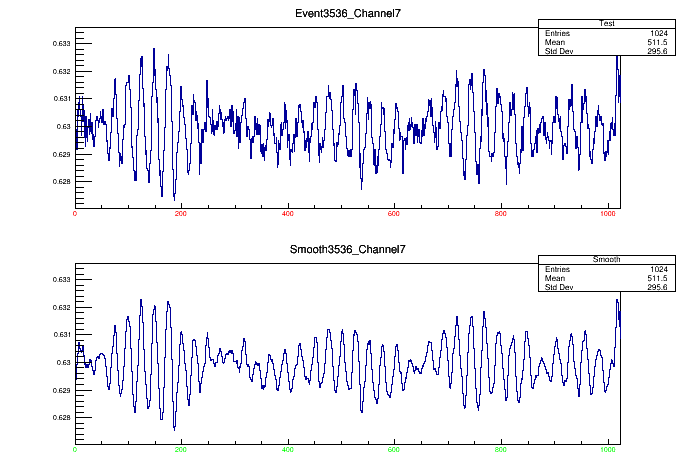 Event3536_Channel7
Test
Entries 1024
Mean 511.5
Std Dev 295.6
0.633
0.632
0.631
0.63
0.629
0.628
0 200 400 600 800 1000
Smooth3536_Channel7
Smooth
Entries 1024
Mean 511.5
Std Dev 295.6
0.633
0.632
0.631
0.63
0.629
0.628
0 200 400 600 800 1000